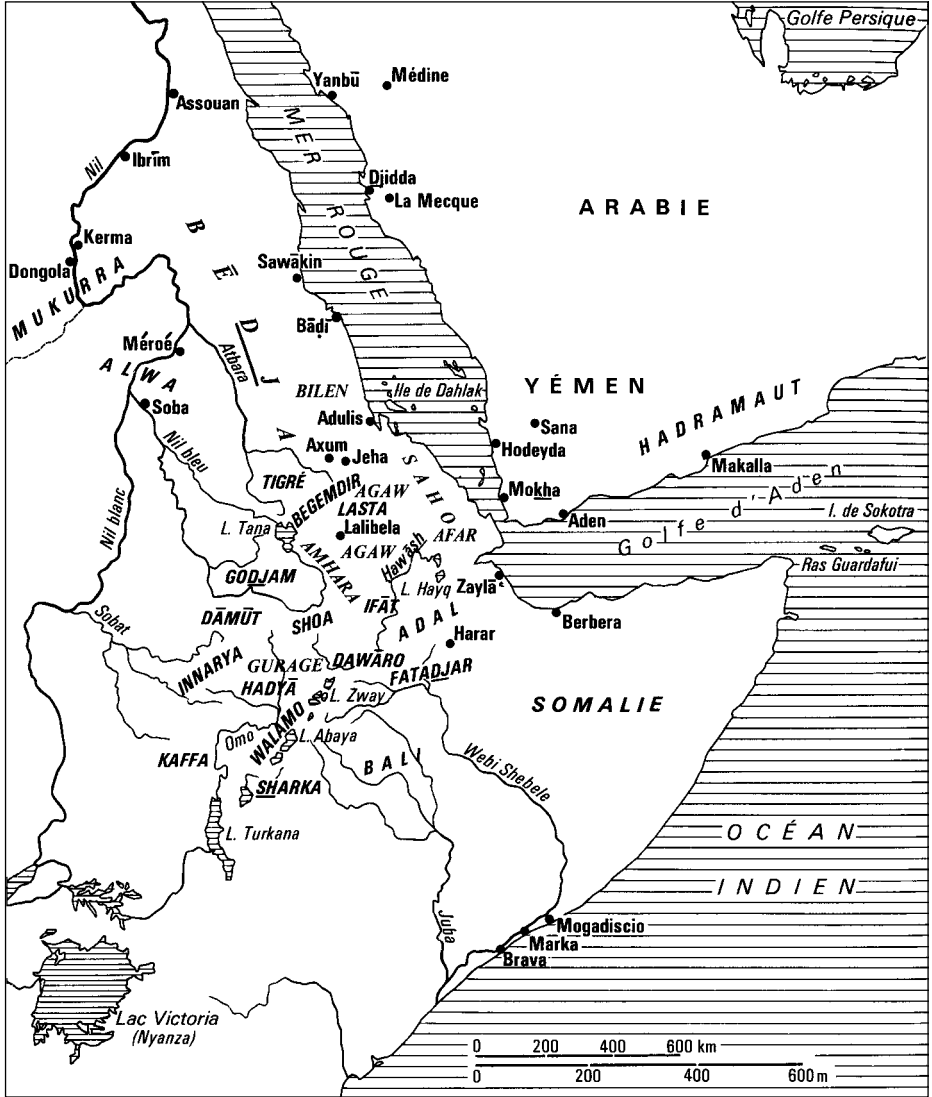 Golfe Persique
Yanbū
Médine
Assouan
MER ROUGE
Nil
Ibrīm
Djidda
La Mecque
ARABIE
BĒDJA
Kerma
Dongola
MUKURRA
Sawākin
Bādī
Méroé
ALWA
Atbara
BILEN
Ile de Dahlak
YÉMEN
HADRAMAUT
Soba
Adulis
Sana
Hodeyda
Makalla
Nil bleu
Axum
Jeha
SAHO
TIGRÉ
BEGEMDIR
AGAW
LASTA
Mokha
Aden
Golfe d'Aden
I. de Sokotra
Nil blanc
L. Tana
Lalibela
AGAW
AFAR
AMHARA
Hawāsh
Ras Guardafui
GODJAM
L. Hayq
Zaylā
IFĀT
Berbera
Sobat
DĀMŪT
SHOA
ADAL
Harar
INNARYA
GURAGE
DAWĀRO
HADYĀ
FATADJAR
L. Zway
SOMALIE
Omo
WALAMO
L. Abaya
KAFFA
BALI
Webi Shebele
SHARKA
L. Turkana
OCÉAN
INDIEN
Juba
Mogadiscio
Marka
Brava
Lac Victoria
(Nyanza)
0 200 400 600 km
0 200 400 600 m